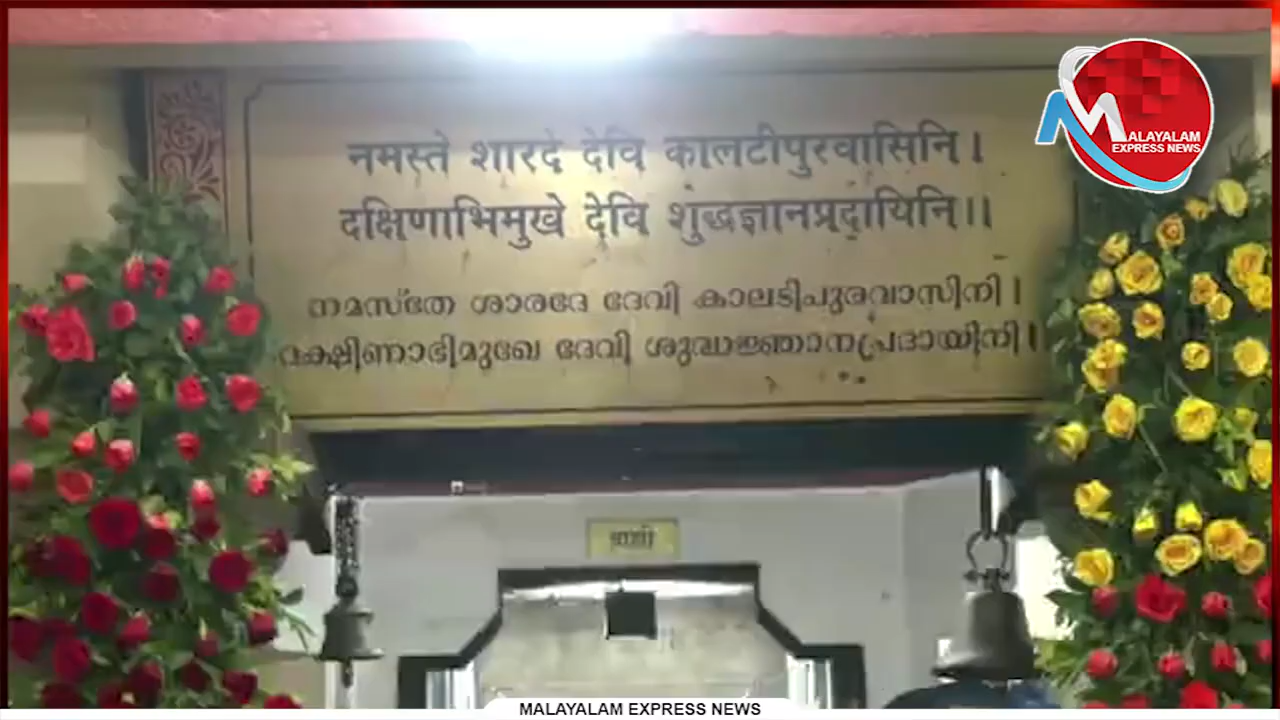 नमस्ते शारदे देवि कालटीपुरवासिनि।
दक्षिणाभिमुखे देवि शुद्धज्ञानप्रदायिनि।।
നമസ്തേ ശാരദേ ദേവി കാലടിപുരവാസിനി।
ദക്ഷിണാഭിമുഖേ ദേവി ശുദ്ധജ്ഞാനപ്രദായിനി।
MALAYALAM
EXPRESS NEWS
MALAYALAM EXPRESS NEWS